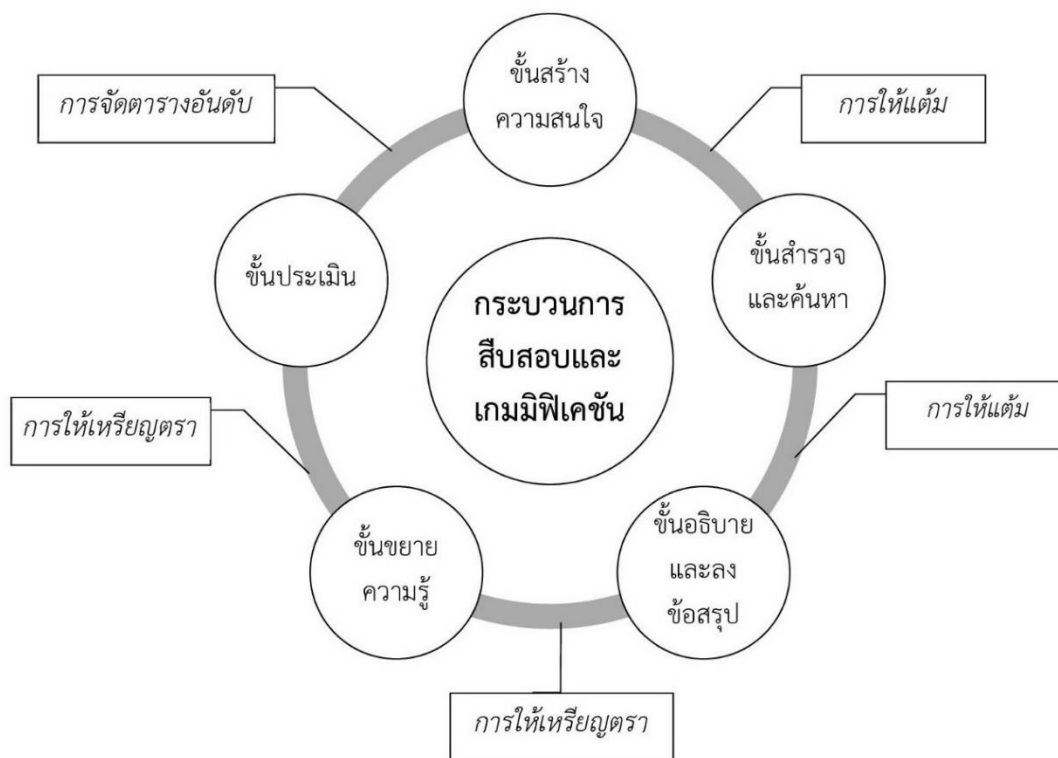 ขั้นสร้าง
ความสนใจ
การจัดตารางอันดับ
การให้แต้ม
ขั้นประเมิน
ขั้นสำรวจ
และค้นหา
กระบวนการ
สืบสอบและ
เกมมิฟิเคชัน
การให้เหรียญตรา
การให้แต้ม
ขั้นขยาย
ความรู้
ขั้นอธิบาย
และลง
ข้อสรุป
การให้เหรียญตรา